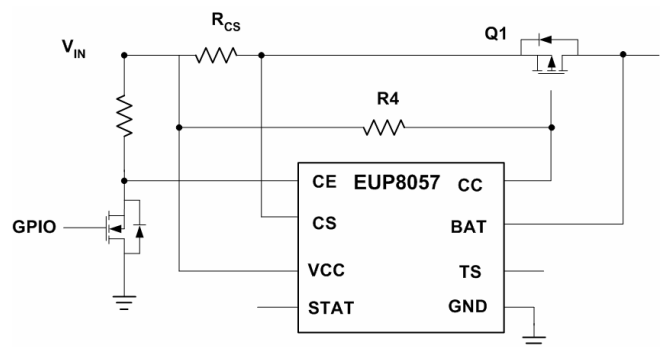 RCS
Q1
VIN
R4
CE EUP8057 CC
GPIO
CS
BAT
VCC
TS
STAT
GND